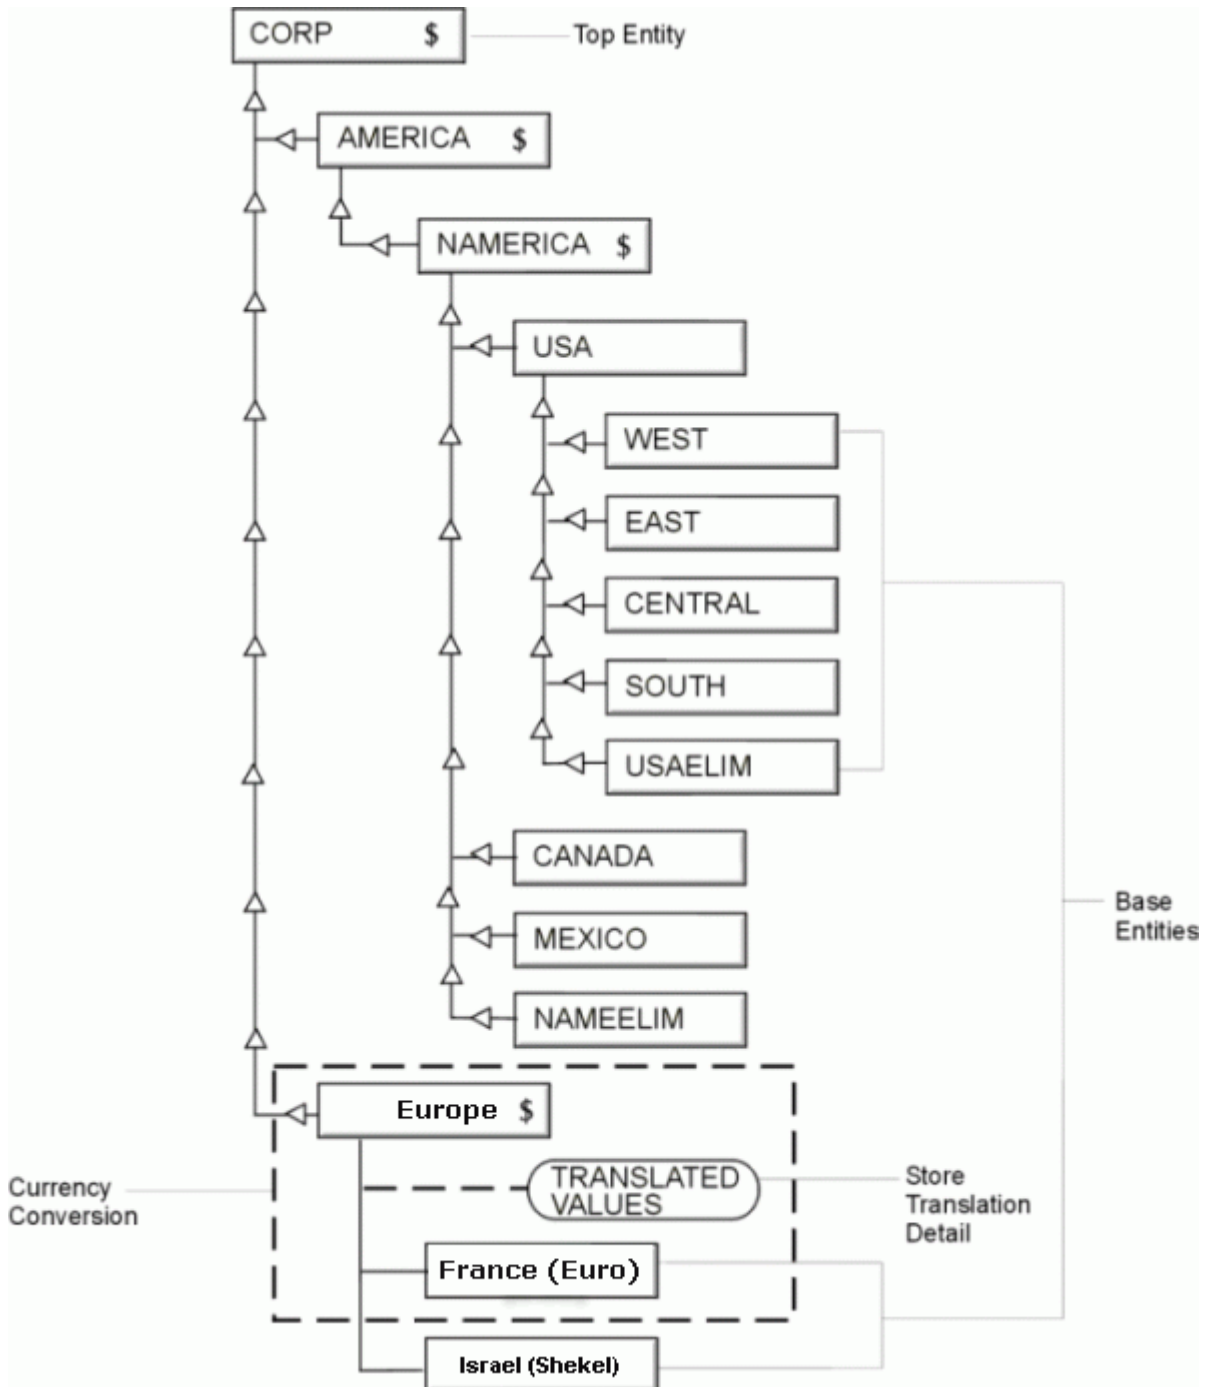 CORP $
Top Entity
AMERICA $
NAMERICA $
USA
WEST
EAST
CENTRAL
SOUTH
USAELIM
CANADA
MEXICO
NAMEELIM
Base
Entities
Europe $
TRANSLATED
VALUES
Currency
Conversion
Store
Translation
Detail
France (Euro)
Israel (Shekel)